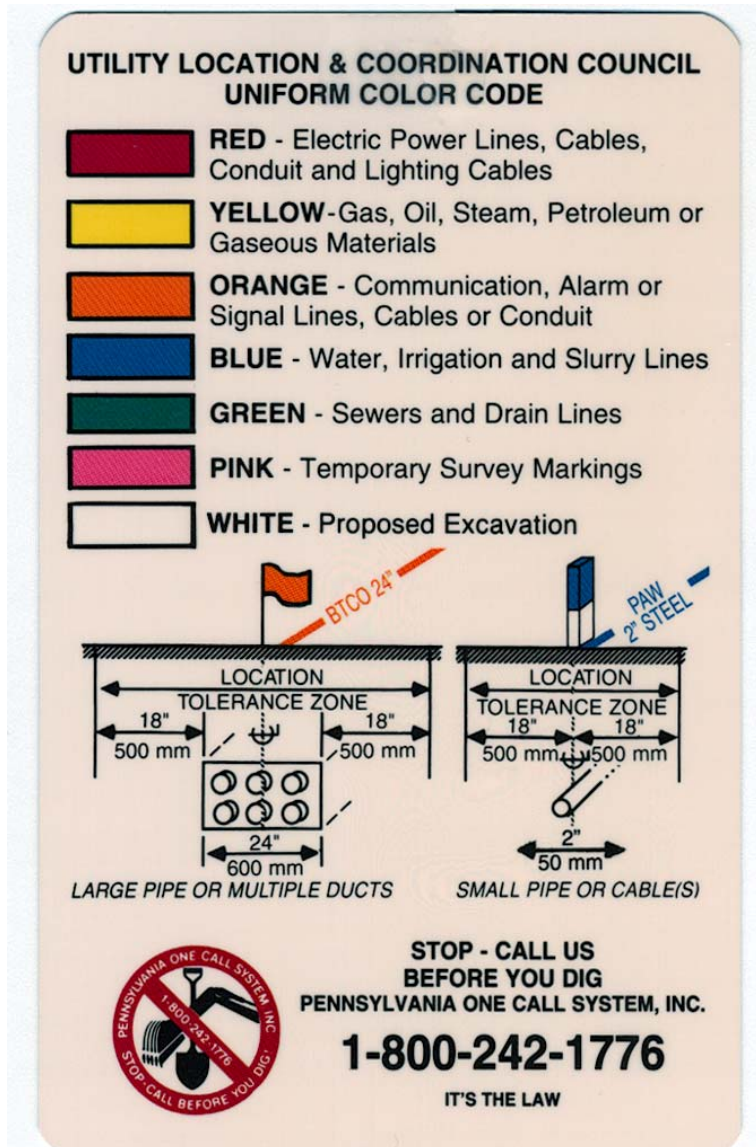 UTILITY LOCATION & COORDINATION COUNCIL
UNIFORM COLOR CODE
RED - Electric Power Lines, Cables,
Conduit and Lighting Cables
YELLOW-Gas, Oil, Steam, Petroleum or
Gaseous Materials
ORANGE - Communication, Alarm or
Signal Lines, Cables or Conduit
BLUE - Water, Irrigation and Slurry Lines
GREEN - Sewers and Drain Lines
PINK - Temporary Survey Markings
WHITE - Proposed Excavation
BTCO 24"
LOCATION
TOLERANCE ZONE
18"
500 mm
18"
500 mm
24"
600 mm
LARGE PIPE OR MULTIPLE DUCTS
PAW
2" STEEL
LOCATION
TOLERANCE ZONE
18"
500 mm
18"
500 mm
2"
50 mm
SMALL PIPE OR CABLE(S)
PENNSYLVANIA ONE CALL SYSTEM, INC
1-800-242-1776
STOP-CALL BEFORE YOU DIG
STOP - CALL US
BEFORE YOU DIG
PENNSYLVANIA ONE CALL SYSTEM, INC.
1-800-242-1776
IT'S THE LAW